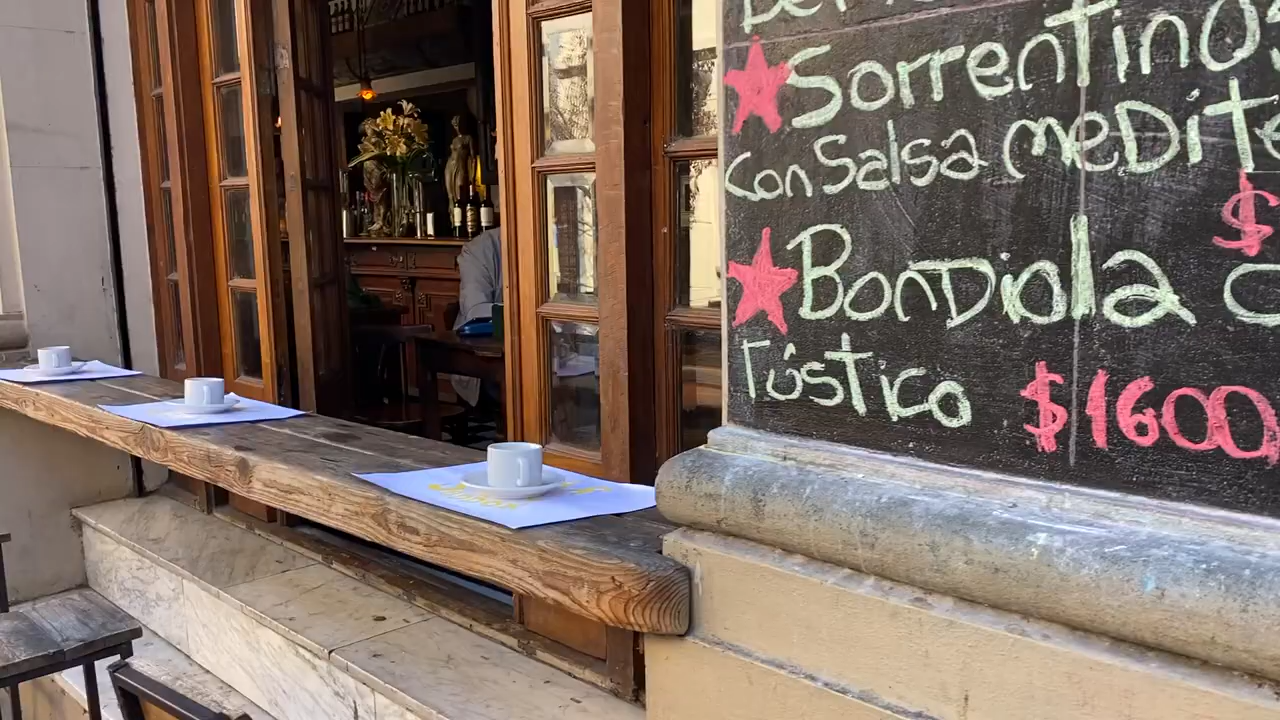 Sorrentinos
con Salsa meDite
$
BonDiola c
rústico $1600